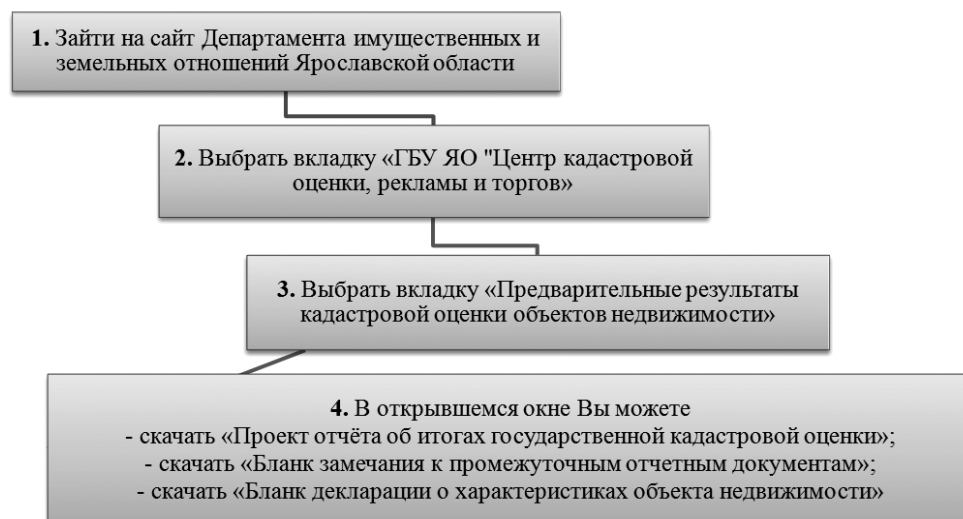 1. Зайти на сайт Департамента имущественных и
земельных отношений Ярославской области
2. Выбрать вкладку «ГБУ ЯО "Центр кадастровой
оценки, рекламы и торгов»
3. Выбрать вкладку «Предварительные результаты
кадастровой оценки объектов недвижимости»
4. В открывшемся окне Вы можете
- скачать «Проект отчёта об итогах государственной кадастровой оценки»;
- скачать «Бланк замечания к промежуточным отчетным документам»;
- скачать «Бланк декларации о характеристиках объекта недвижимости»